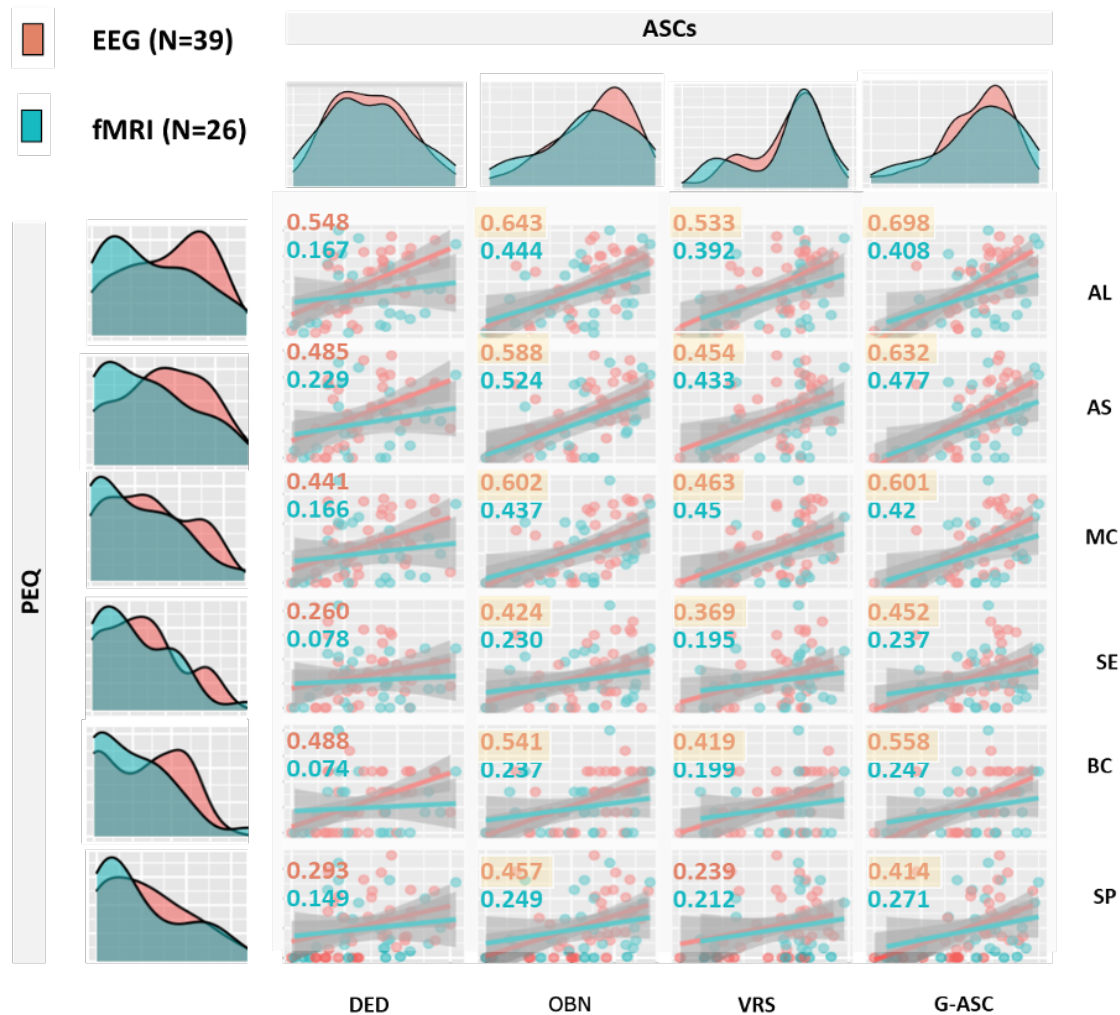 EEG (N=39)
fMRI (N=26)
ASCs
PEQ
0.548 0.643 0.533 0.698
0.167 0.444 0.392 0.408
AL
0.485 0.588 0.454 0.632
0.229 0.524 0.433 0.477
AS
0.441 0.602 0.463 0.601
0.166 0.437 0.45 0.42
MC
0.260 0.424 0.369 0.452
0.078 0.230 0.195 0.237
SE
0.488 0.541 0.419 0.558
0.074 0.237 0.199 0.247
BC
0.293 0.457 0.239 0.414
0.149 0.249 0.212 0.271
SP
DED OBN VRS G-ASC